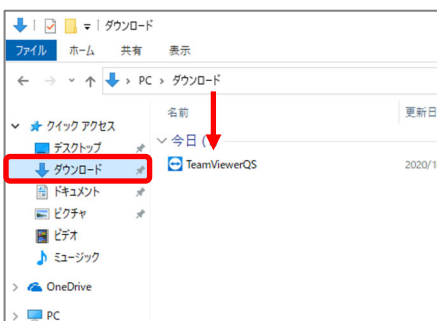 ダウンロード
ファイル ホーム 共有 表示
PC > ダウンロード
名前 更新日
クイック アクセス
今日 (
デスクトップ
ダウンロード
TeamViewerQS 2020/1
ドキュメント
ピクチャ
ビデオ
ミュージック
OneDrive
PC